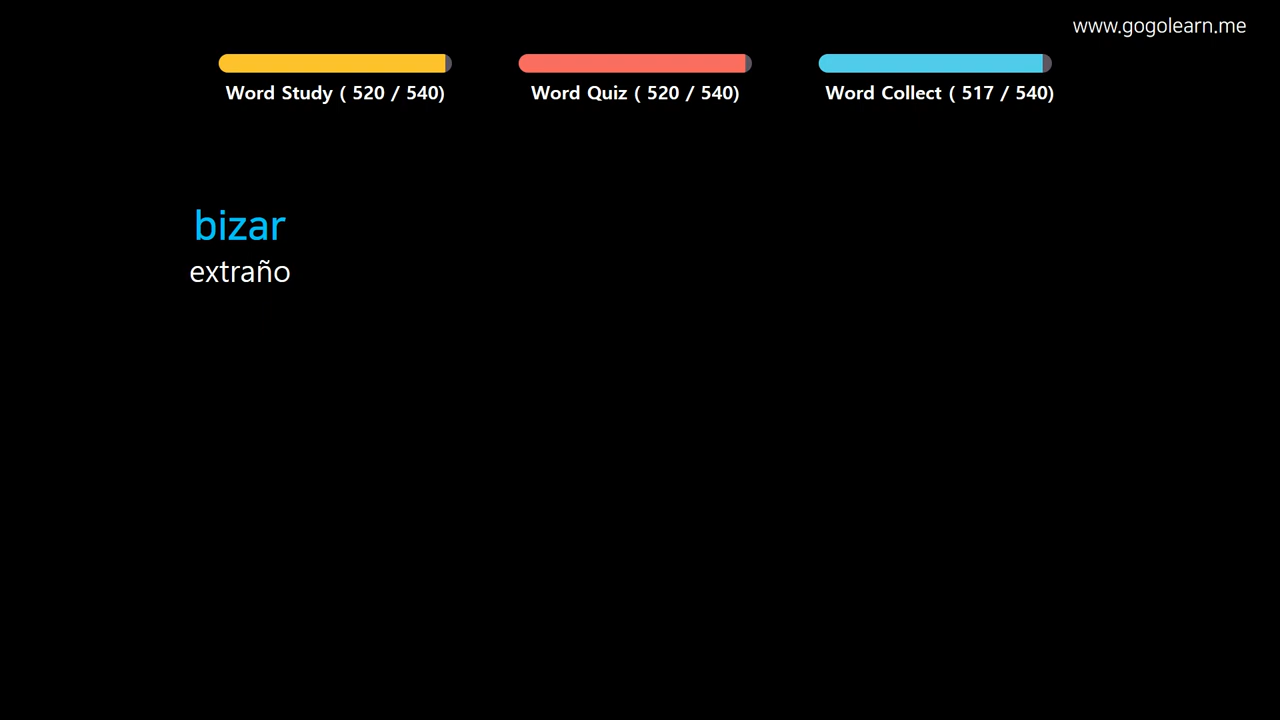 www.gogolearn.me
Word Study ( 520 / 540)
Word Quiz ( 520 / 540)
Word Collect ( 517 / 540)
bizar
extraño